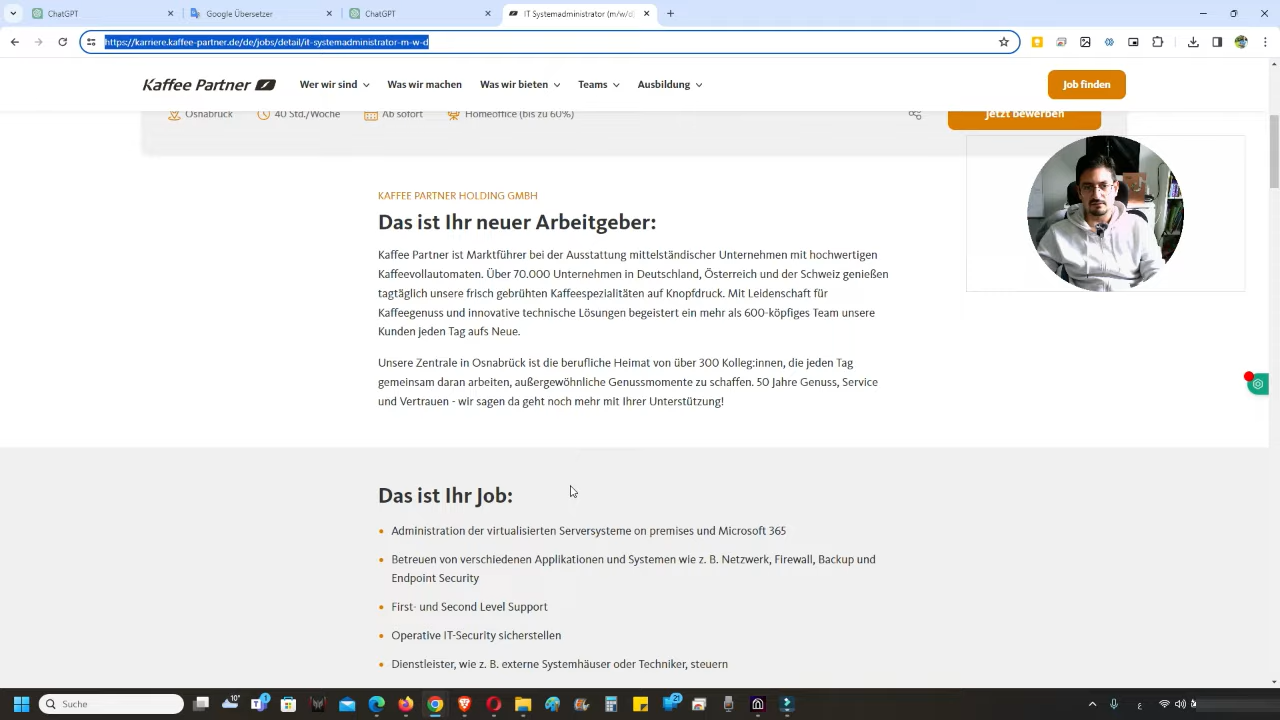 ChatGPT
Google Übersetzer
ChatGPT
IT Systemadministrator (m/w/d)
https://karriere.kaffee-partner.de/de/jobs/detail/it-systemadministrator-m-w-d
Kaffee Partner
Wer wir sind
Was wir machen
Was wir bieten
Teams
Ausbildung
Job finden
Osnabrück
40 Std./Woche
Ab sofort
Homeoffice (bis zu 60%)
Jetzt bewerben
KAFFEE PARTNER HOLDING GMBH
Das ist Ihr neuer Arbeitgeber:
Kaffee Partner ist Marktführer bei der Ausstattung mittelständischer Unternehmen mit hochwertigen
Kaffeevollautomaten. Über 70.000 Unternehmen in Deutschland, Österreich und der Schweiz genießen
tagtäglich unsere frisch gebrühten Kaffeespezialitäten auf Knopfdruck. Mit Leidenschaft für
Kaffeegenuss und innovative technische Lösungen begeistert ein mehr als 600-köpfiges Team unsere
Kunden jeden Tag aufs Neue.
Unsere Zentrale in Osnabrück ist die berufliche Heimat von über 300 Kolleg:innen, die jeden Tag
gemeinsam daran arbeiten, außergewöhnliche Genussmomente zu schaffen. 50 Jahre Genuss, Service
und Vertrauen - wir sagen da geht noch mehr mit Ihrer Unterstützung!
Das ist Ihr Job:
Administration der virtualisierten Serversysteme on premises und Microsoft 365
Betreuen von verschiedenen Applikationen und Systemen wie z. B. Netzwerk, Firewall, Backup und
Endpoint Security
First- und Second Level Support
Operative IT-Security sicherstellen
Dienstleister, wie z. B. externe Systemhäuser oder Techniker, steuern
Suche
10°
1
21